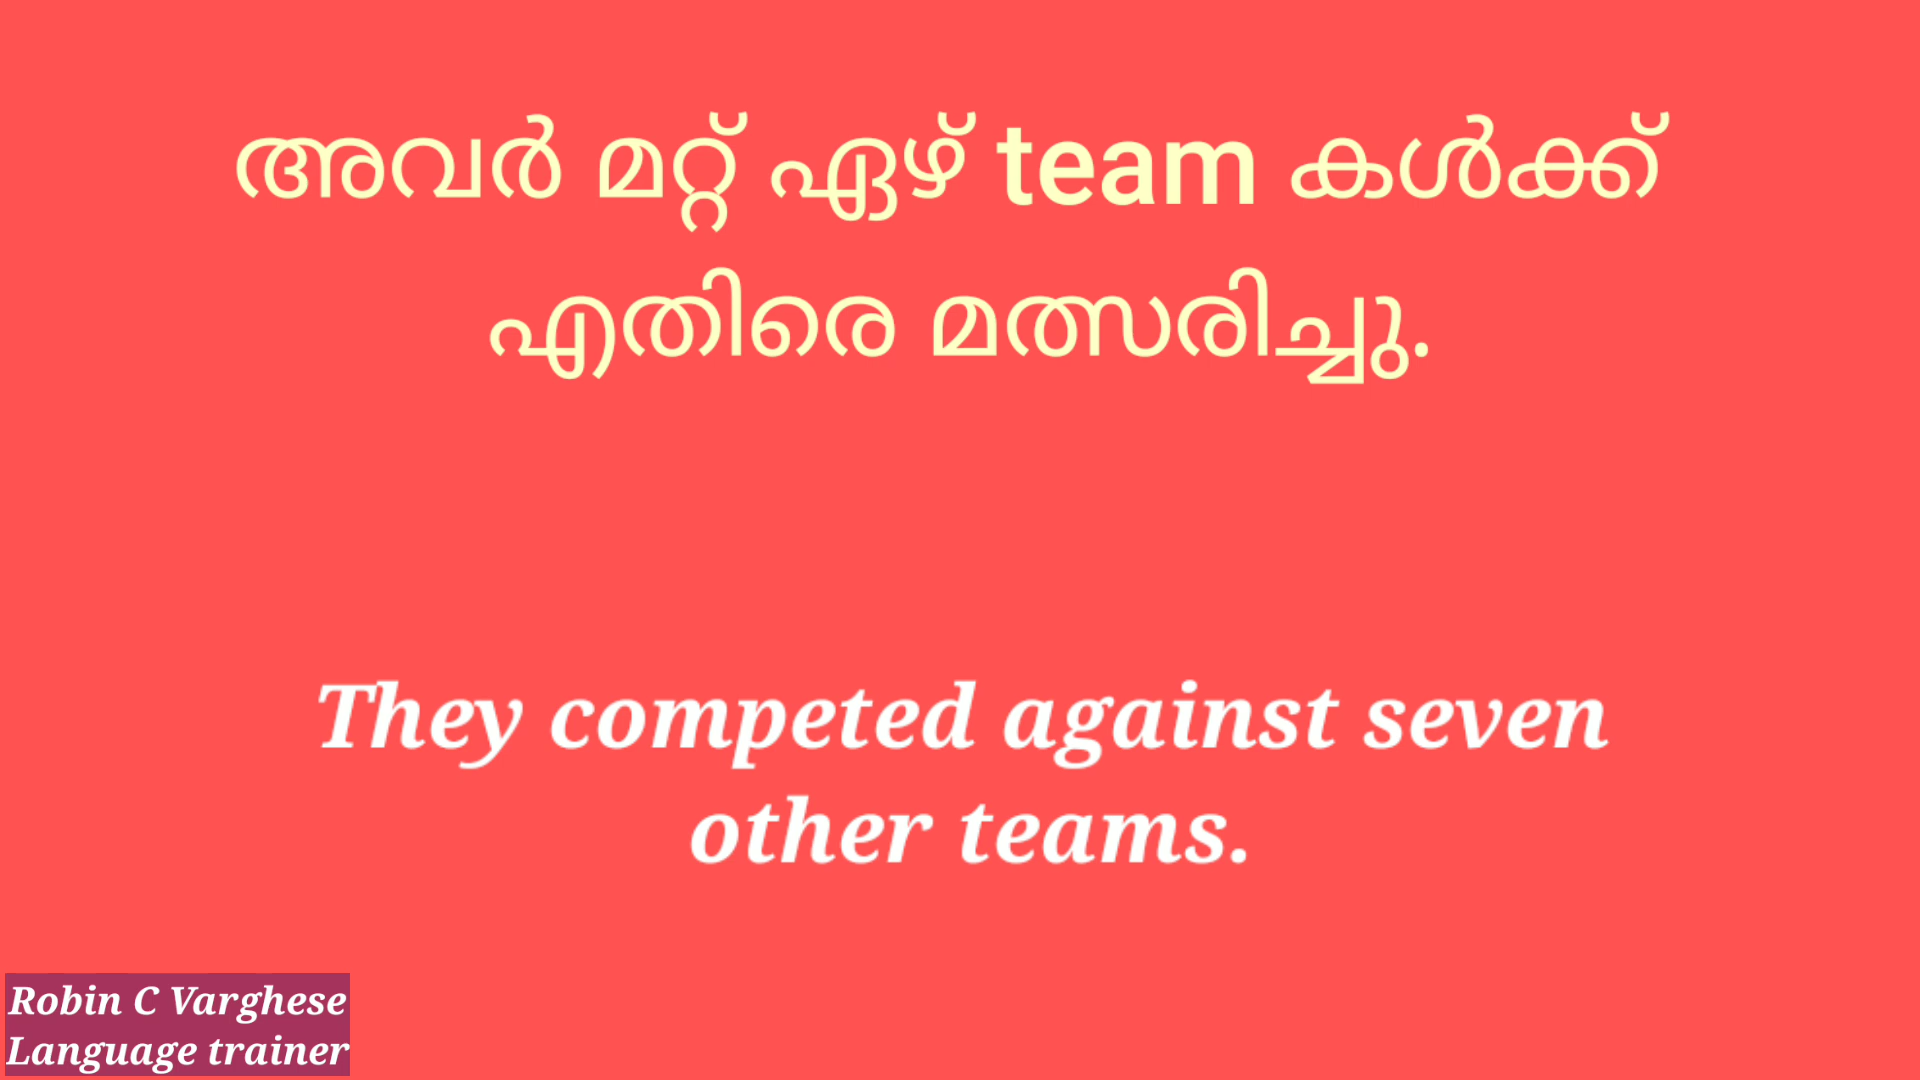 അവർ മറ്റ് ഏഴ് team കൾക്ക്
എതിരെ മത്സരിച്ചു.
They competed against seven
other teams.
Robin C Varghese
Language trainer